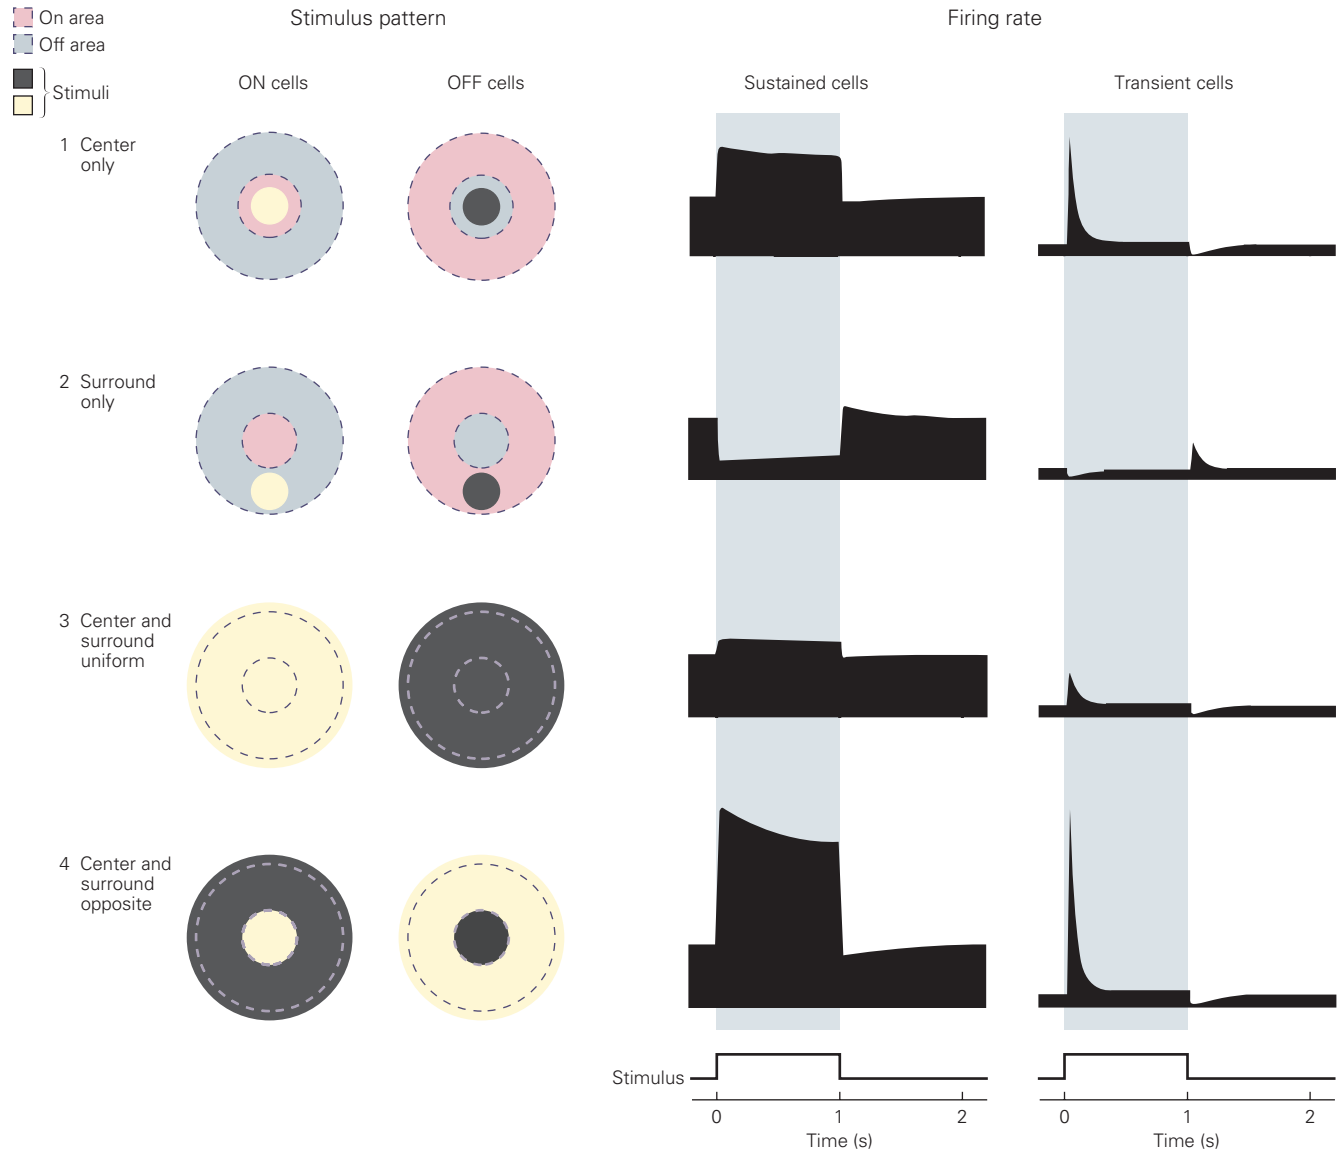 On area
Off area
Stimuli
Stimulus pattern
Firing rate
ON cells
OFF cells
Sustained cells
Transient cells
1 Center
only
2 Surround
only
3 Center and
surround
uniform
4 Center and
surround
opposite
Stimulus
0 1 2
Time (s)
0 1 2
Time (s)